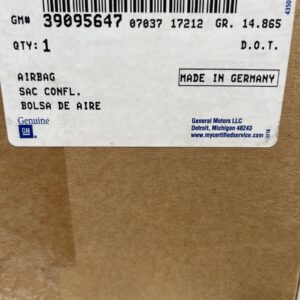 GM# 39095647 07037 17212 GR. 14.865
QTY: 1 D.O.T.
AIRBAG MADE IN GERMANY
SAC CONFL.
BOLSA DE AIRE
Genuine
GM
General Motors LLC
Detroit, Michigan 48243
www.mycertifiedservice.com